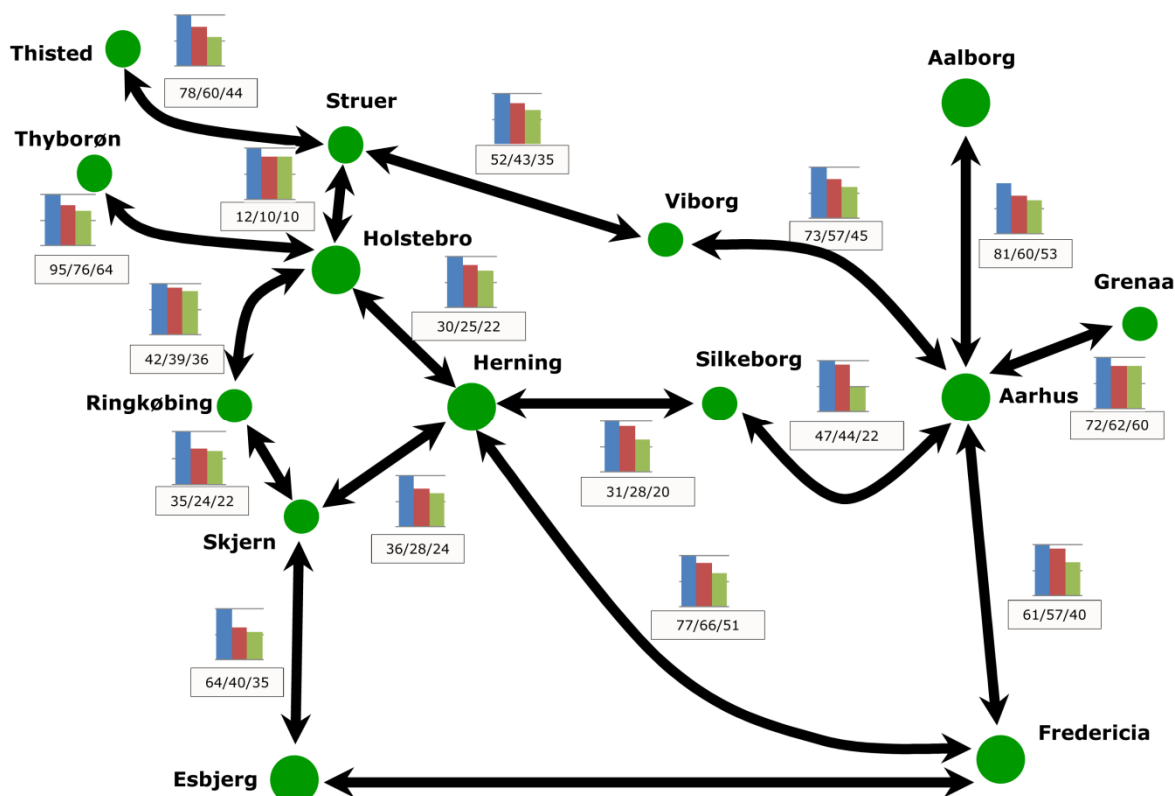 Thisted
78/60/44
Aalborg
Struer
52/43/35
Thyborøn
12/10/10
Viborg
73/57/45
81/60/53
95/76/64
Holstebro
30/25/22
Grenaa
42/39/36
Herning
Silkeborg
Ringkøbing
Aarhus
72/62/60
47/44/22
35/24/22
31/28/20
Skjern
36/28/24
77/66/51
61/57/40
64/40/35
Fredericia
Esbjerg